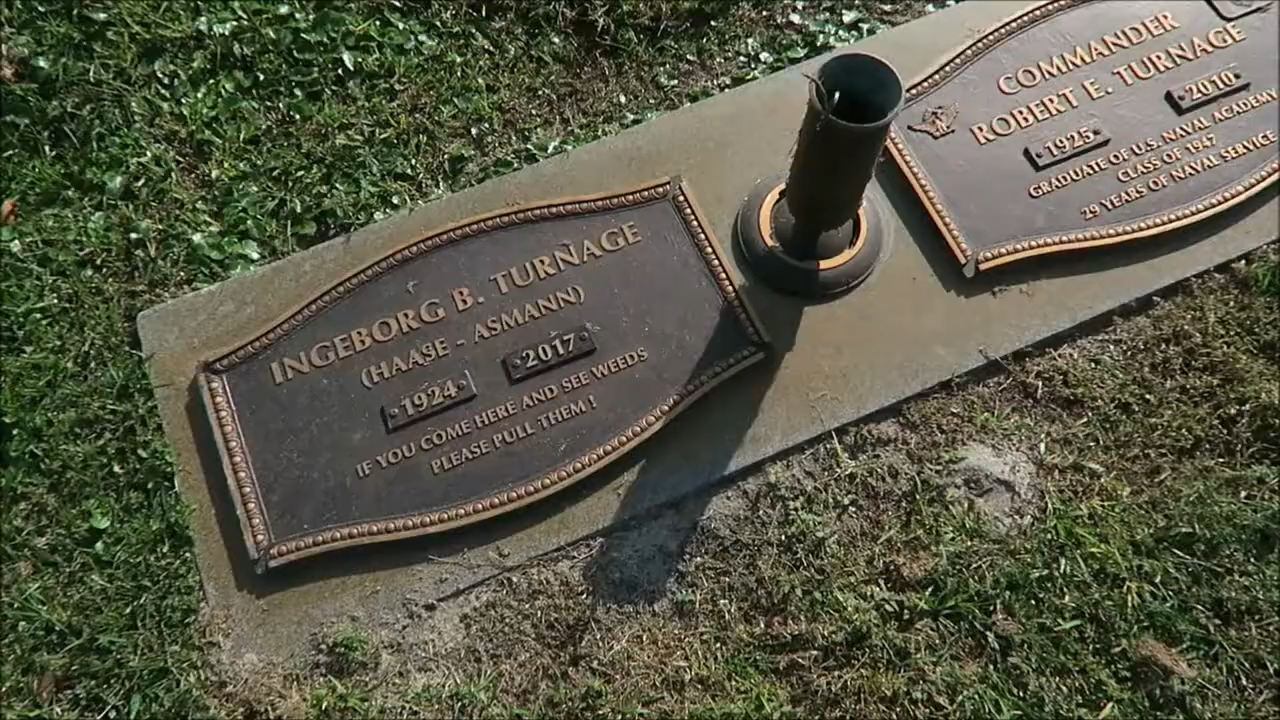 INGEBORG B. TURNAGE
(HAASE - ASMANN)
1924
2017
IF YOU COME HERE AND SEE WEEDS
PLEASE PULL THEM !
COMMANDER
ROBERT E. TURNAGE
1925
2010
GRADUATE OF U.S. NAVAL ACADEMY
CLASS OF 1947
29 YEARS OF NAVAL SERVICE